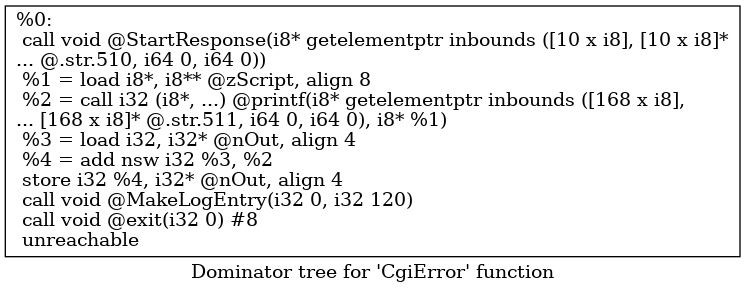 %0:
call void @StartResponse(i8* getelementptr inbounds ([10 x i8], [10 x i8]*
... @.str.510, i64 0, i64 0))
%1 = load i8*, i8** @zScript, align 8
%2 = call i32 (i8*, ...) @printf(i8* getelementptr inbounds ([168 x i8],
... [168 x i8]* @.str.511, i64 0, i64 0), i8* %1)
%3 = load i32, i32* @nOut, align 4
%4 = add nsw i32 %3, %2
store i32 %4, i32* @nOut, align 4
call void @MakeLogEntry(i32 0, i32 120)
call void @exit(i32 0) #8
unreachable
Dominator tree for 'CgiError' function